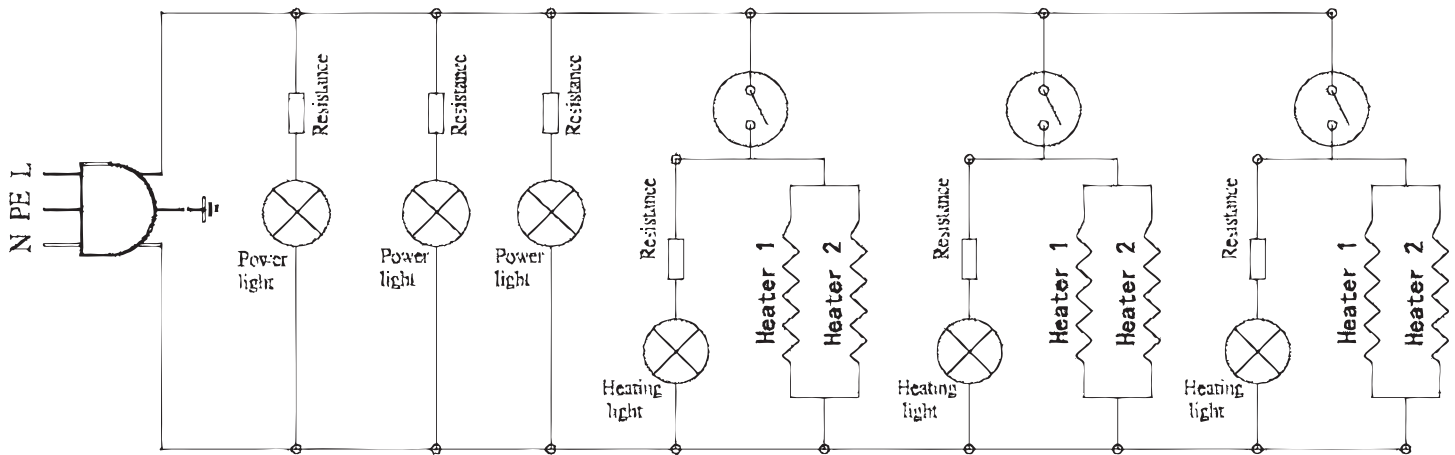 N PE L
Resistance
Power
light
Resistance
Power
light
Resistance
Power
light
Resistance
Heating
light
Heater 1
Heater 2
Resistance
Heating
light
Heater 1
Heater 2
Resistance
Heating
light
Heater 1
Heater 2